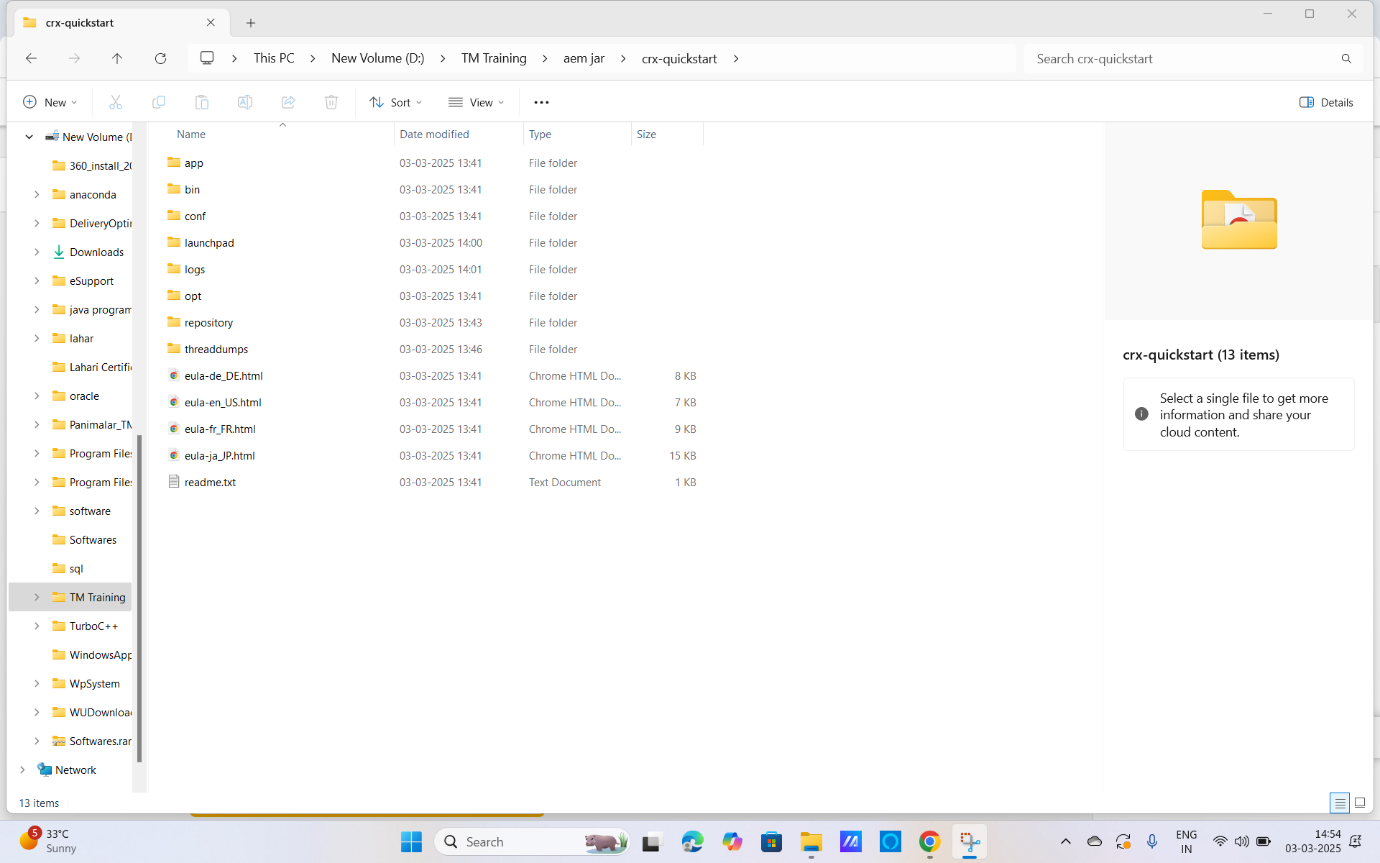 crx-quickstart
This PC > New Volume (D:) > TM Training > aem jar > crx-quickstart >
Search crx-quickstart
New
Sort
View
Details
Name Date modified Type Size
New Volume (D
360_install_20
anaconda
DeliveryOptin
Downloads
eSupport
java program
lahar
Lahari Certific
oracle
Panimalar_TM
Program Files
Program Files
software
Softwares
sql
TM Training
TurboC++
WindowsApp
WpSystem
WUDownload
Softwares.rar
Network
app 03-03-2025 13:41 File folder
bin 03-03-2025 13:41 File folder
conf 03-03-2025 13:41 File folder
launchpad 03-03-2025 14:00 File folder
logs 03-03-2025 14:01 File folder
opt 03-03-2025 13:41 File folder
repository 03-03-2025 13:43 File folder
threaddumps 03-03-2025 13:46 File folder
eula-de_DE.html 03-03-2025 13:41 Chrome HTML Do... 8 KB
eula-en_US.html 03-03-2025 13:41 Chrome HTML Do... 7 KB
eula-fr_FR.html 03-03-2025 13:41 Chrome HTML Do... 9 KB
eula-ja_JP.html 03-03-2025 13:41 Chrome HTML Do... 15 KB
readme.txt 03-03-2025 13:41 Text Document 1 KB
crx-quickstart (13 items)
Select a single file to get more
information and share your
cloud content.
13 items
5
33°C
Sunny
Search
ENG
IN
14:54
03-03-2025